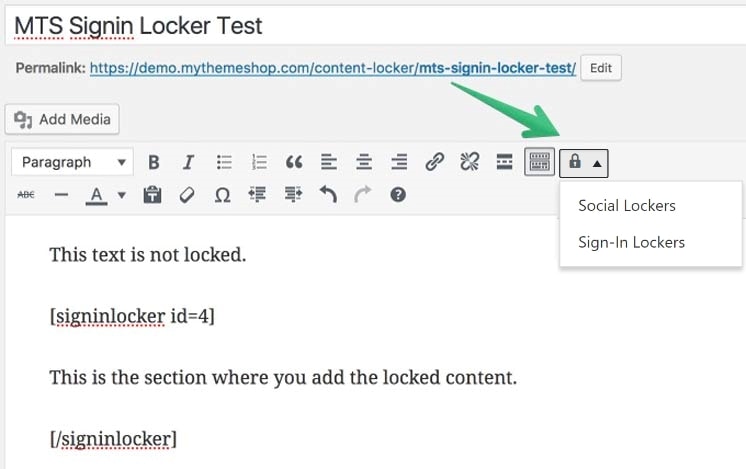 MTS Signin Locker Test
Permalink: https://demo.mythemeshop.com/content-locker/mts-signin-locker-test/ Edit
Add Media
Paragraph B I
ABC A Ω
Social Lockers
Sign-In Lockers
This text is not locked.
[signinlocker id=4]
This is the section where you add the locked content.
[/signinlocker]